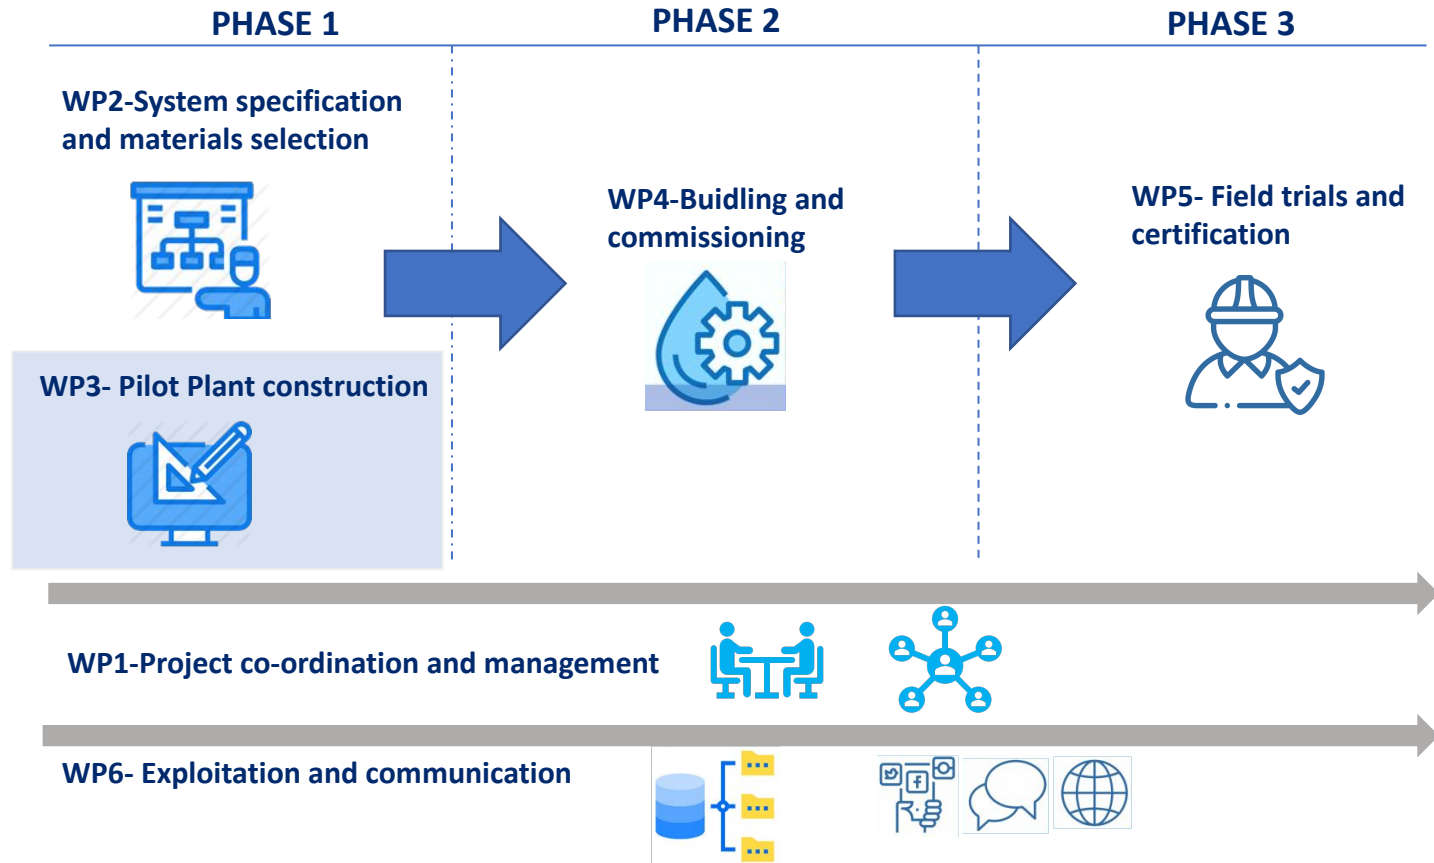 PHASE 1
PHASE 2
PHASE 3
WP2-System specification
and materials selection
WP4-Buidling and
commissioning
WP5- Field trials and
certification
WP3- Pilot Plant construction
WP1-Project co-ordination and management
WP6- Exploitation and communication